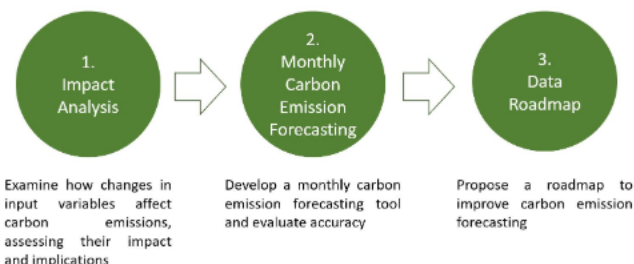 1.
Impact
Analysis
2.
Monthly
Carbon
Emission
Forecasting
3.
Data
Roadmap
Examine how changes in
input variables affect
carbon emissions,
assessing their impact
and implications
Develop a monthly carbon
emission forecasting tool
and evaluate accuracy
Propose a roadmap to
improve carbon emission
forecasting